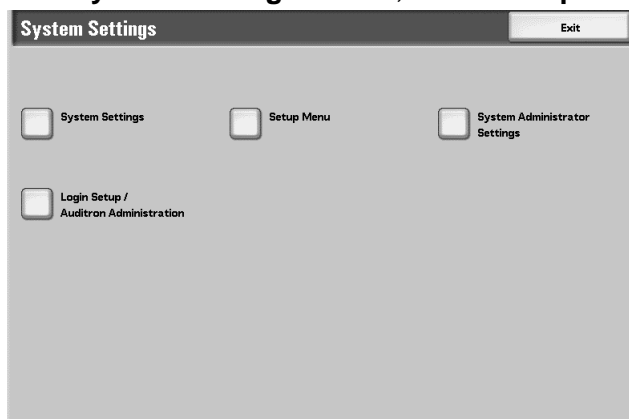 System Settings
Exit
System Settings
Setup Menu
System Administrator
Settings
Login Setup /
Auditron Administration